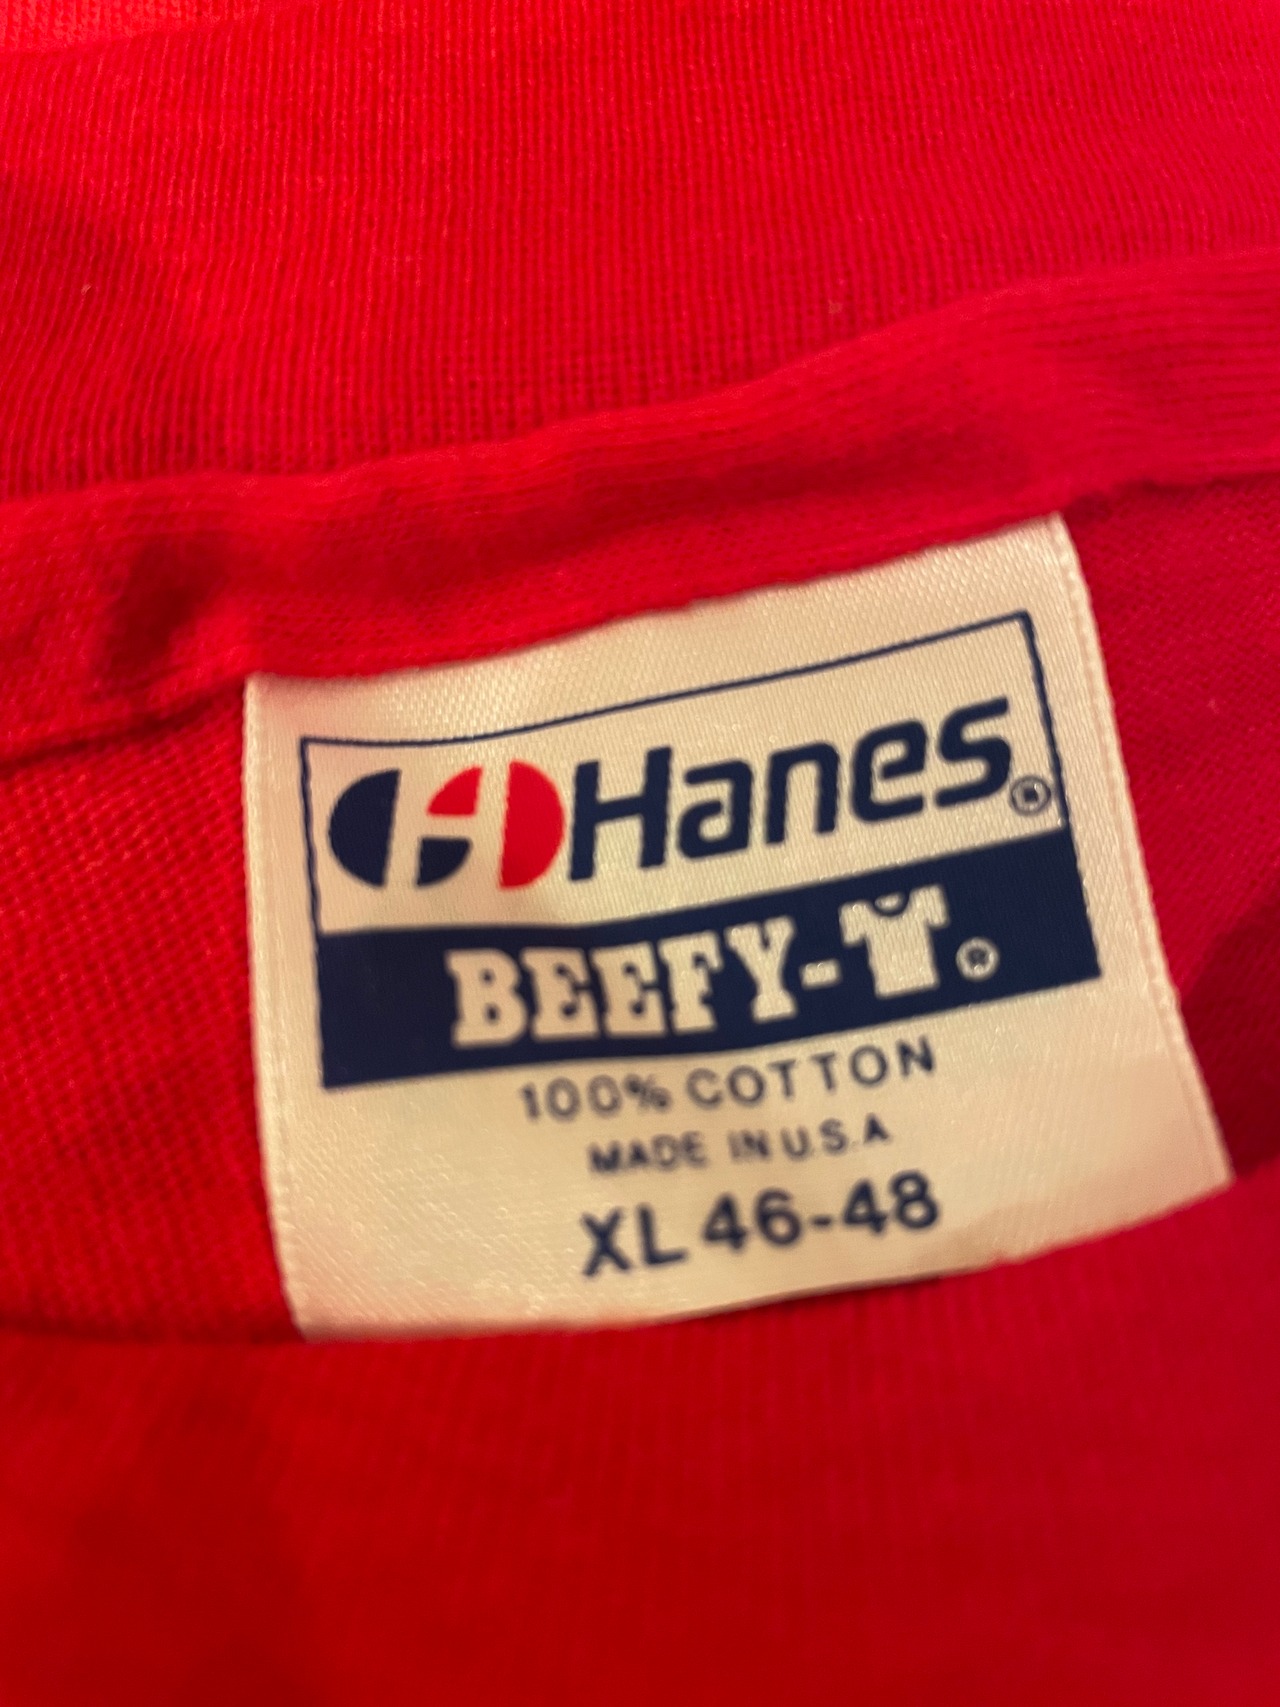 Hanes®
BEEFY-T®
100% COTTON
MADE IN U.S.A
XL 46-48